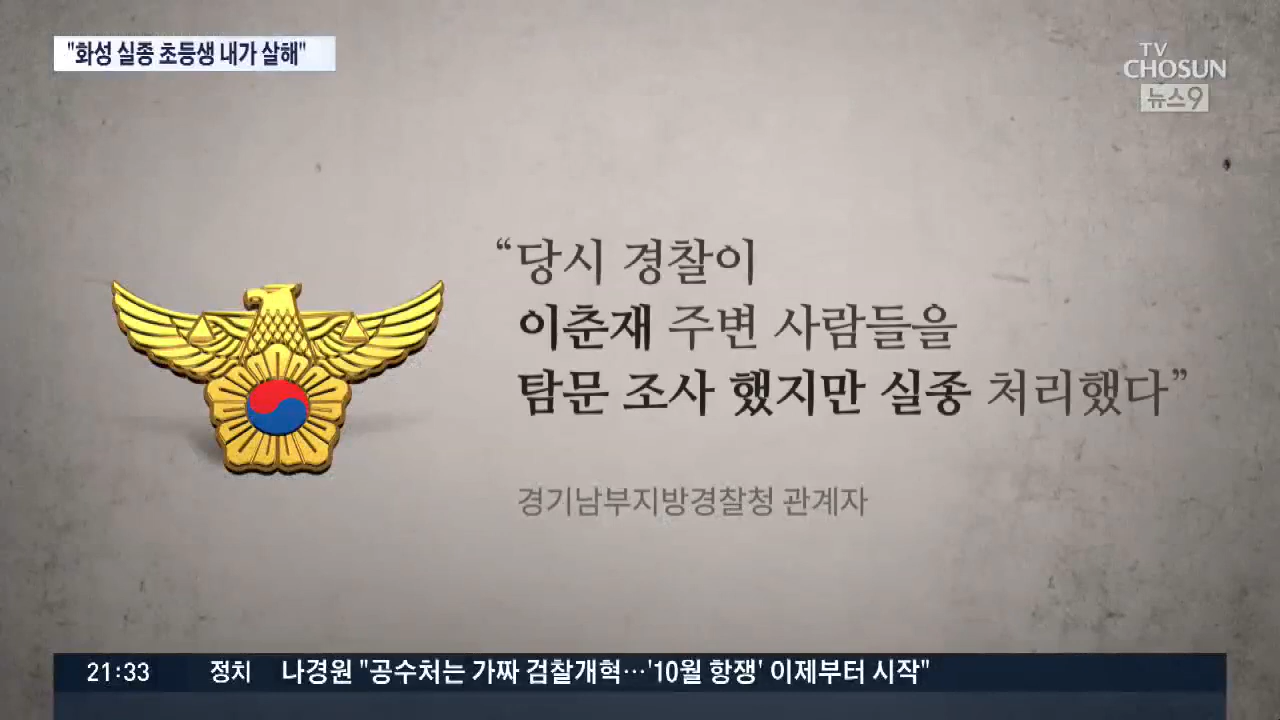 "화성 실종 초등생 내가 살해"
TV
CHOSUN
뉴스9
“당시 경찰이
이춘재 주변 사람들을
탐문 조사 했지만 실종 처리했다”
경기남부지방경찰청 관계자
21:33 정치 나경원 "공수처는 가짜 검찰개혁…'10월 항쟁' 이제부터 시작"